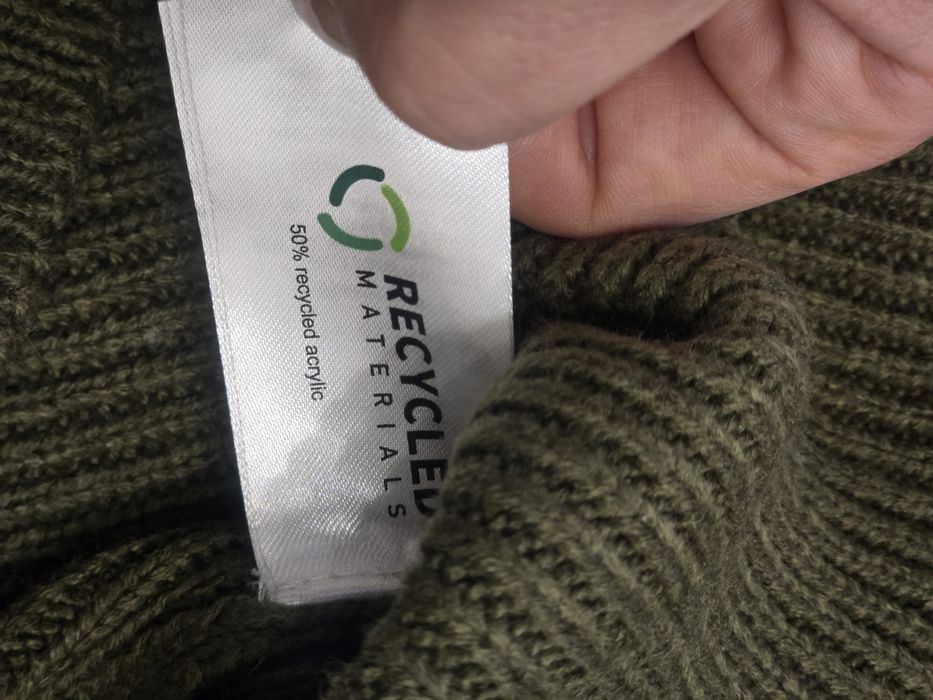 RECYCLED
MATERIALS
50% recycled acrylic